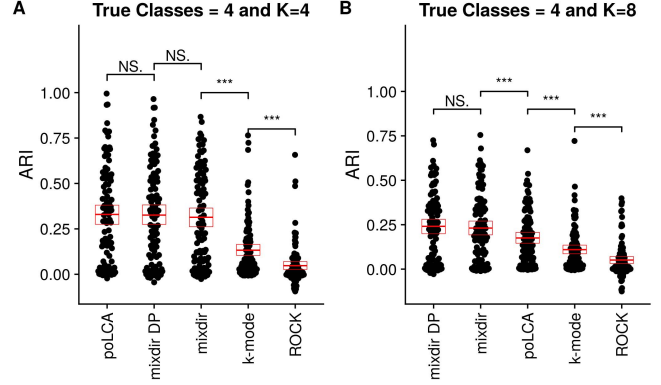 A
True Classes = 4 and K=4
NS.
NS.
***
***
1.00
0.75
0.50
0.25
0.00
ARI
poLCA
mixdir DP
mixdir
k-mode
ROCK
B
True Classes = 4 and K=8
NS.
***
***
***
1.00
0.75
0.50
0.25
0.00
ARI
mixdir DP
mixdir
poLCA
k-mode
ROCK